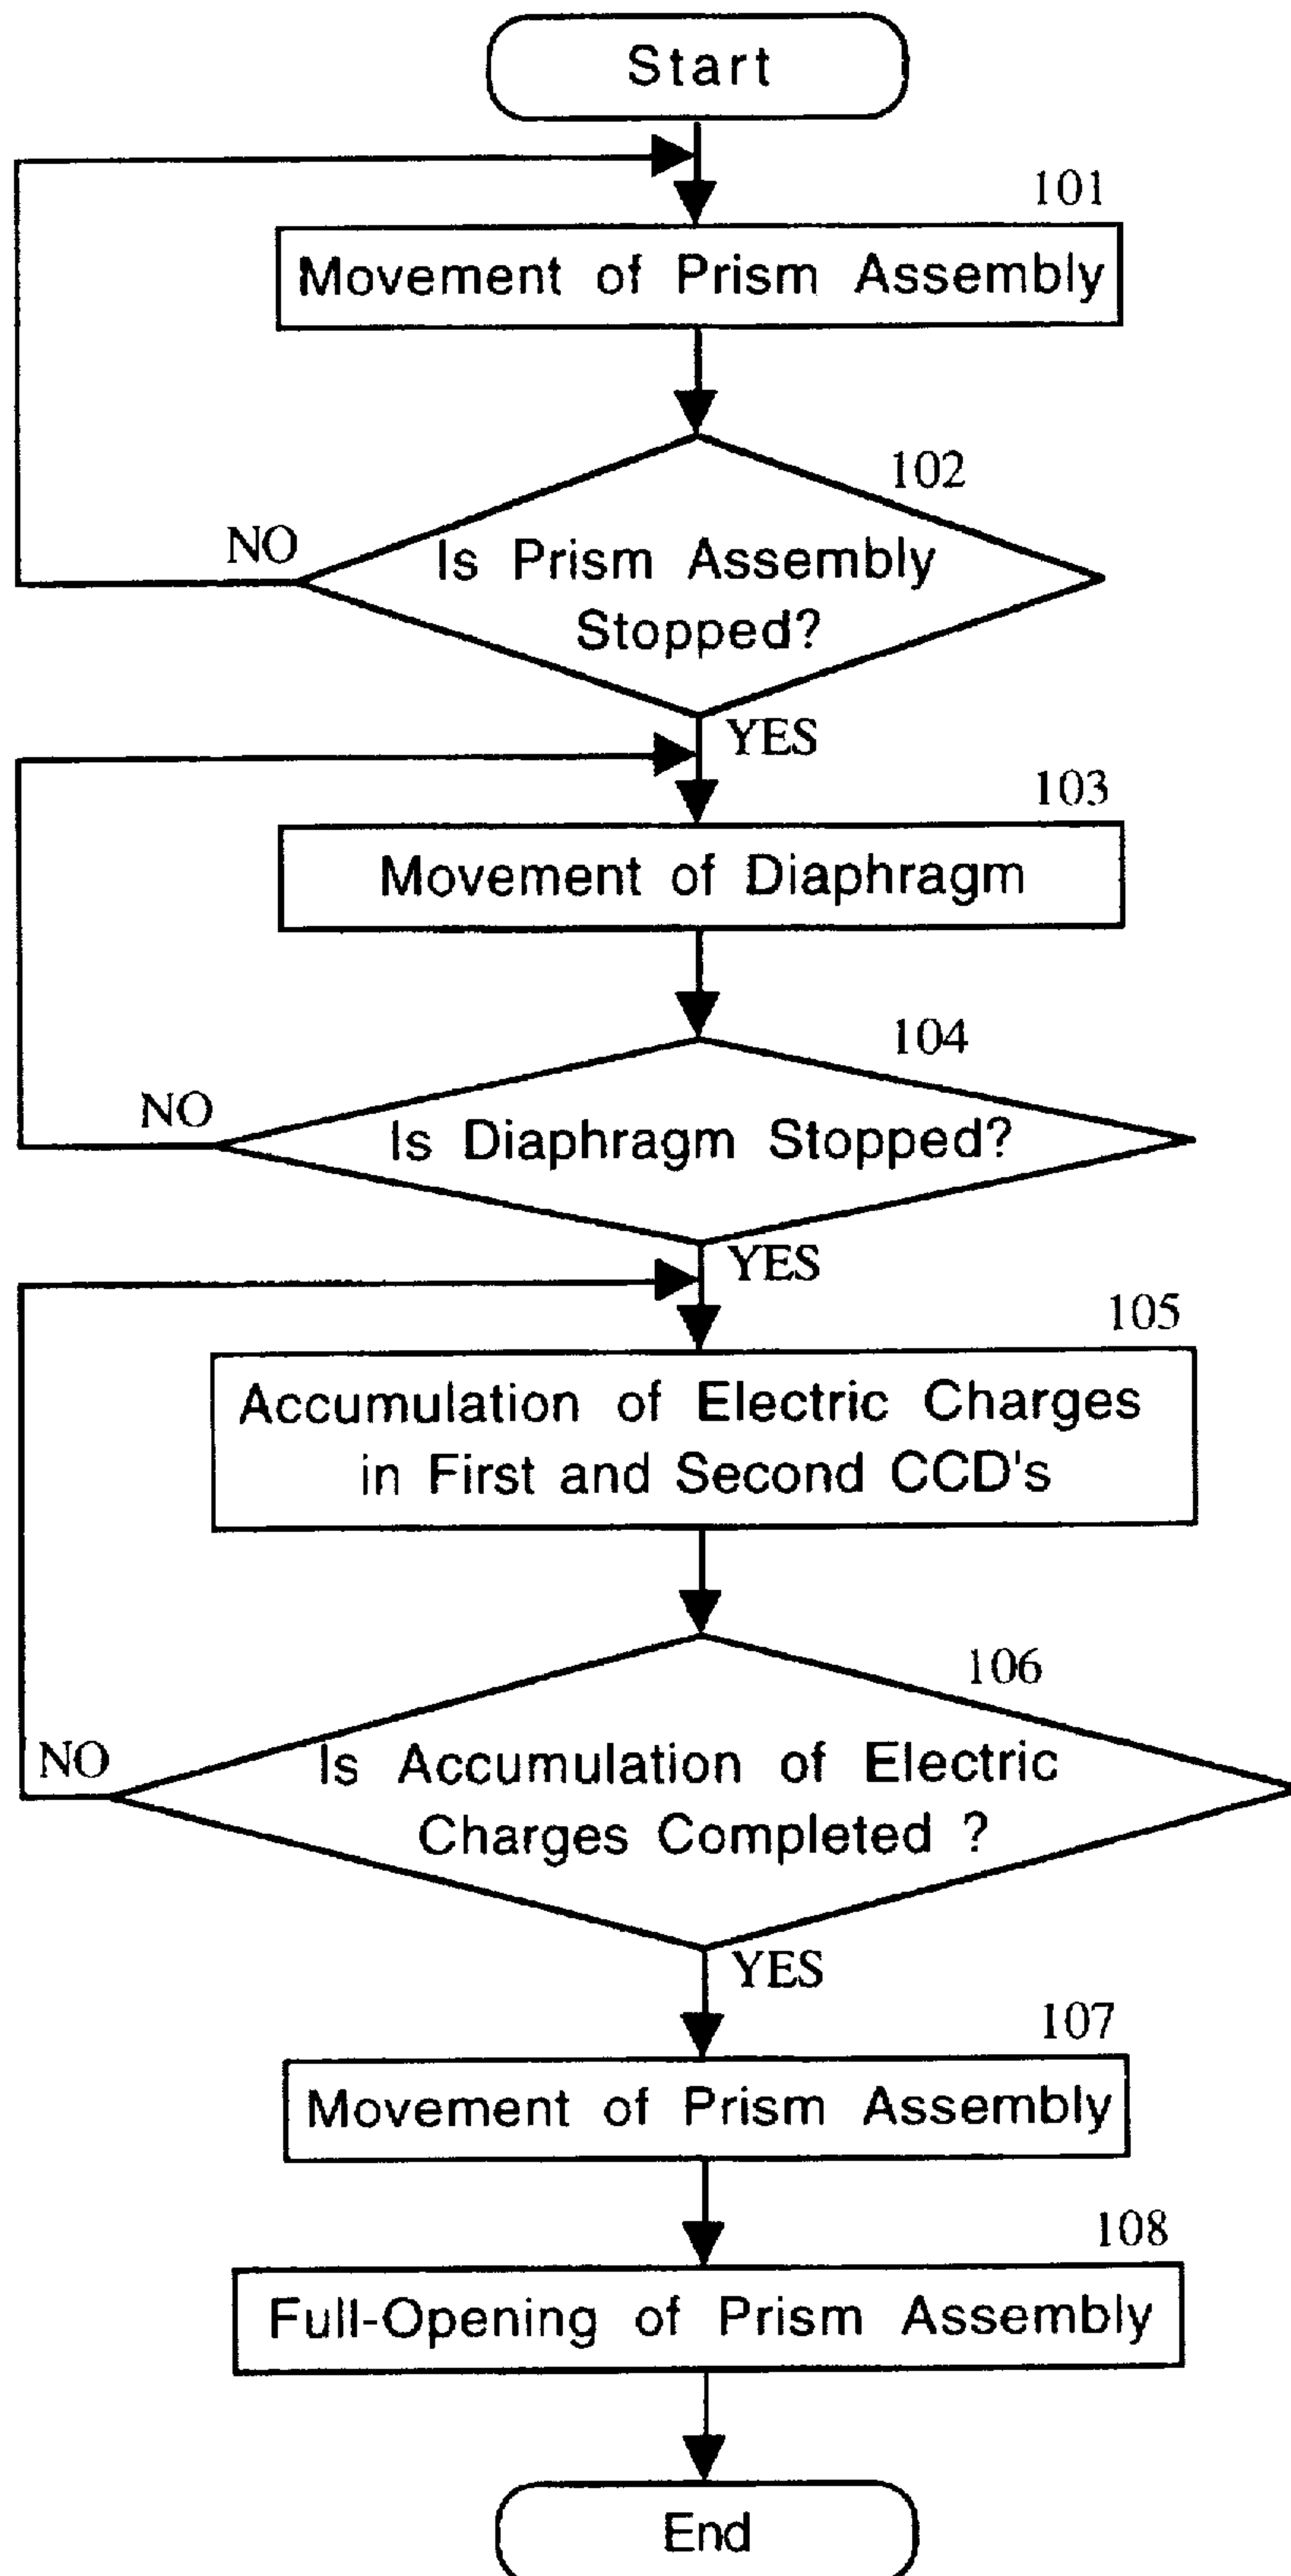 Start
101
Movement of Prism Assembly
102
NO
Is Prism Assembly
Stopped?
YES
103
Movement of Diaphragm
104
NO
Is Diaphragm Stopped?
YES
105
Accumulation of Electric Charges
in First and Second CCD's
106
NO
Is Accumulation of Electric
Charges Completed ?
YES
107
Movement of Prism Assembly
108
Full-Opening of Prism Assembly
End